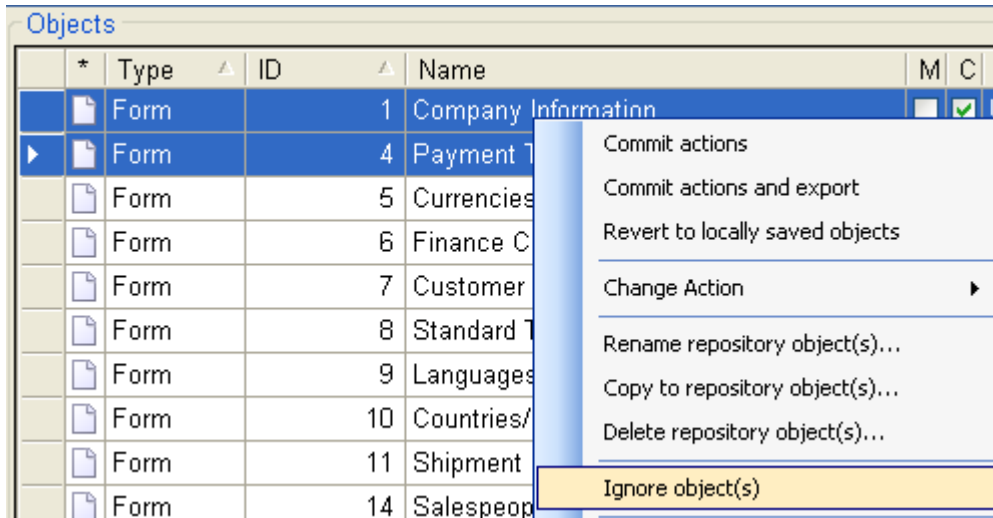 Objects
* Type ID Name M C
Form 1 Company Information
Form 4 Payment
Form 5 Currencies
Form 6 Finance C
Form 7 Customer
Form 8 Standard
Form 9 Languages
Form 10 Countries/
Form 11 Shipment
Form 14 Salespeop
Commit actions
Commit actions and export
Revert to locally saved objects
Change Action
Rename repository object(s)...
Copy to repository object(s)...
Delete repository object(s)...
Ignore object(s)